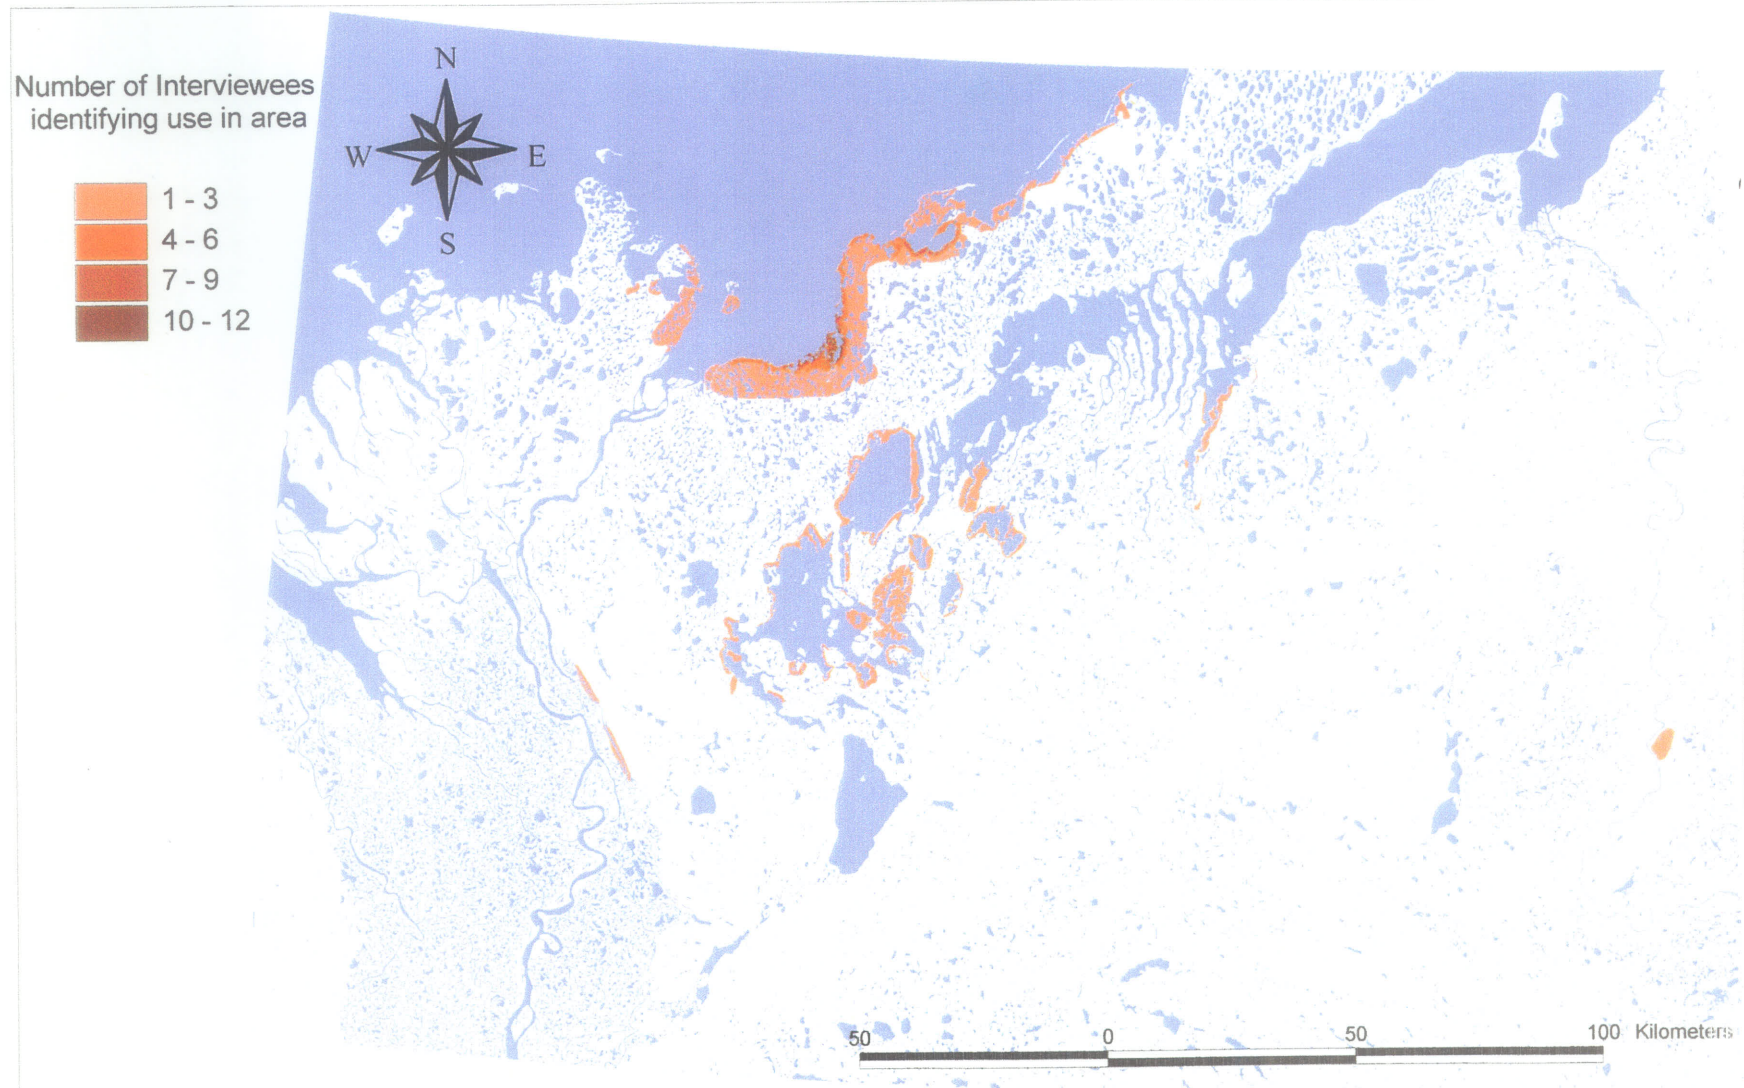 Number of Interviewees
identifying use in area
1 - 3
4 - 6
7 - 9
10 - 12
N
W
E
S
50
0
50
100
Kilometers